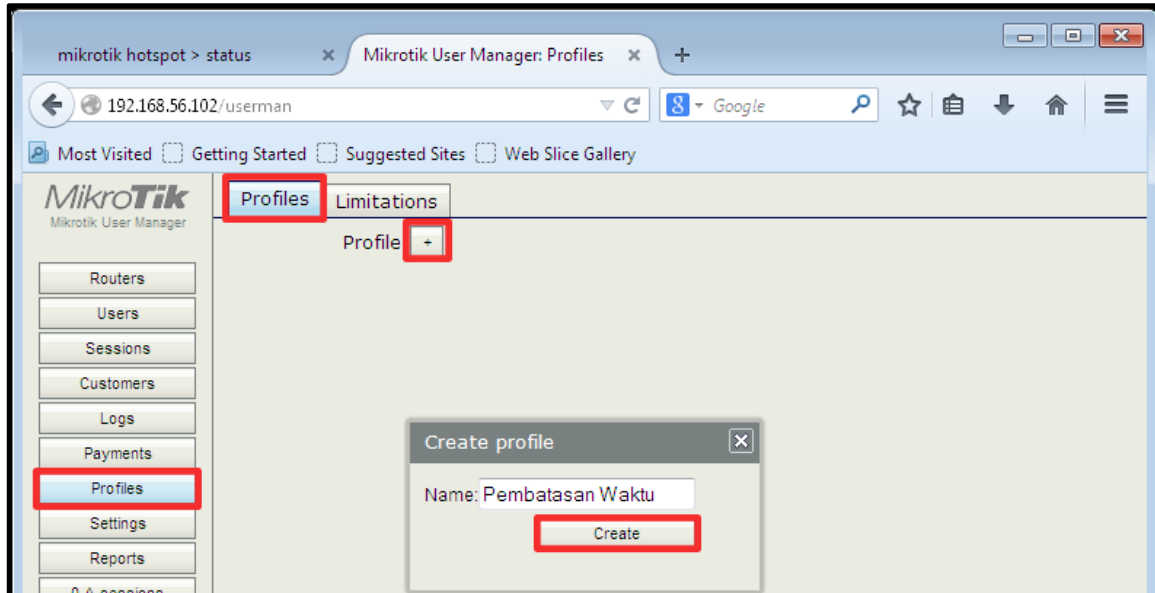 mikrotik hotspot > status
Mikrotik User Manager: Profiles
192.168.56.102/userman
Google
Most Visited Getting Started Suggested Sites Web Slice Gallery
MikroTik
Mikrotik User Manager
Profiles Limitations
Profile +
Routers
Users
Sessions
Customers
Logs
Payments
Profiles
Settings
Reports
Create profile
Name: Pembatasan Waktu
Create